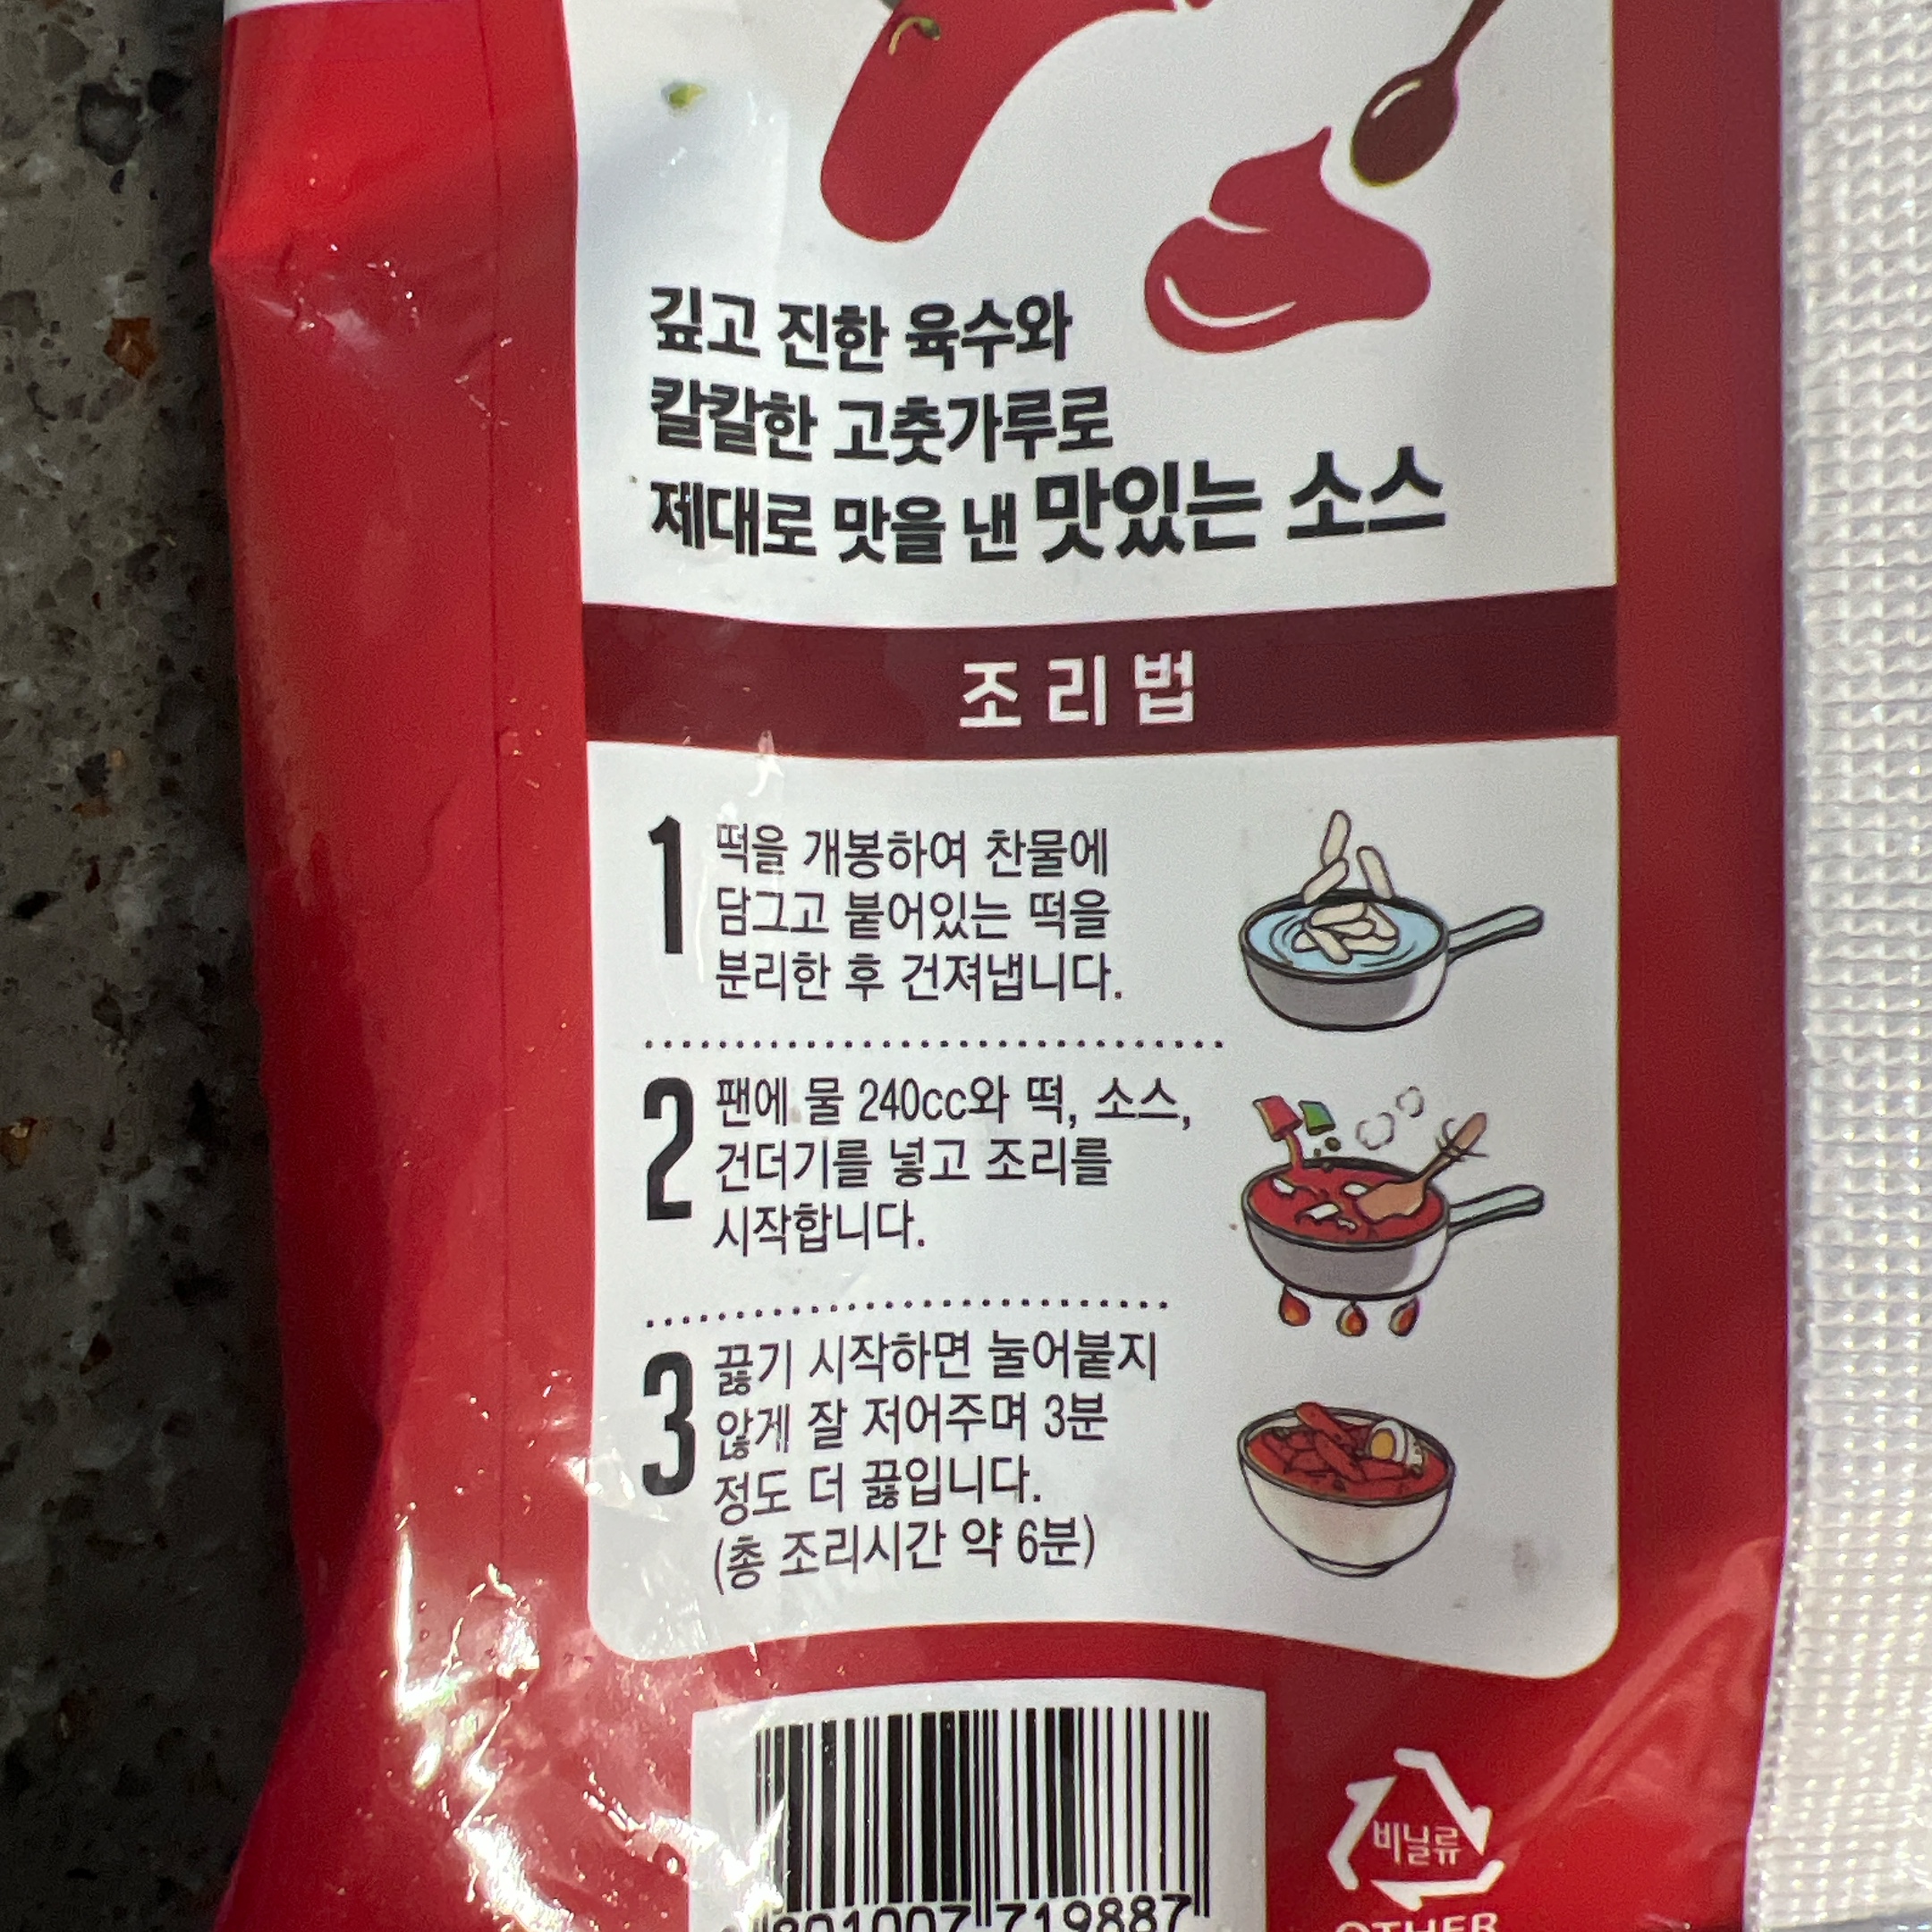 깊고 진한 육수와
칼칼한 고춧가루로
제대로 맛을 낸 맛있는 소스
조리법
1 떡을 개봉하여 찬물에
담그고 붙어있는 떡을
분리한 후 건져냅니다.
2 팬에 물 240cc와 떡, 소스,
건더기를 넣고 조리를
시작합니다.
3 끓기 시작하면 눌어붙지
않게 잘 저어주며 3분
정도 더 끓입니다.
(총 조리시간 약 6분)
비닐류
801007 719887
OTHER